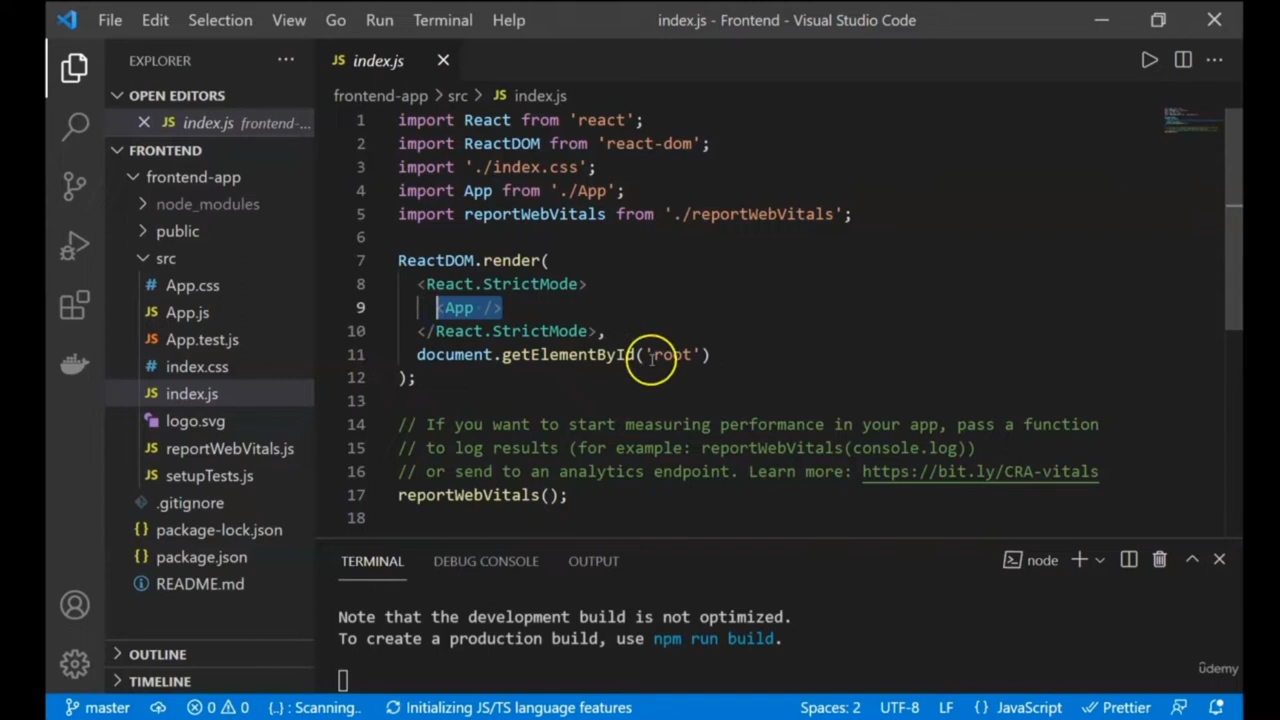 File Edit Selection View Go Run Terminal Help index.js - Frontend - Visual Studio Code
EXPLORER
OPEN EDITORS
JS index.js frontend-...
FRONTEND
frontend-app
node_modules
public
src
# App.css
JS App.js
JS App.test.js
# index.css
JS index.js
logo.svg
JS reportWebVitals.js
JS setupTests.js
.gitignore
{} package-lock.json
{} package.json
README.md
OUTLINE
TIMELINE
JS index.js
frontend-app > src > JS index.js
1 import React from 'react';
2 import ReactDOM from 'react-dom';
3 import './index.css';
4 import App from './App';
5 import reportWebVitals from './reportWebVitals';
6
7 ReactDOM.render(
8 <React.StrictMode>
9 <App />
10 </React.StrictMode>,
11 document.getElementById('root')
12 );
13
14 // If you want to start measuring performance in your app, pass a function
15 // to log results (for example: reportWebVitals(console.log))
16 // or send to an analytics endpoint. Learn more: https://bit.ly/CRA-vitals
17 reportWebVitals();
18
TERMINAL DEBUG CONSOLE OUTPUT node
Note that the development build is not optimized.
To create a production build, use npm run build.
ûdemy
master 0 0 {..} : Scanning.. Initializing JS/TS language features Spaces: 2 UTF-8 LF {} JavaScript Prettier